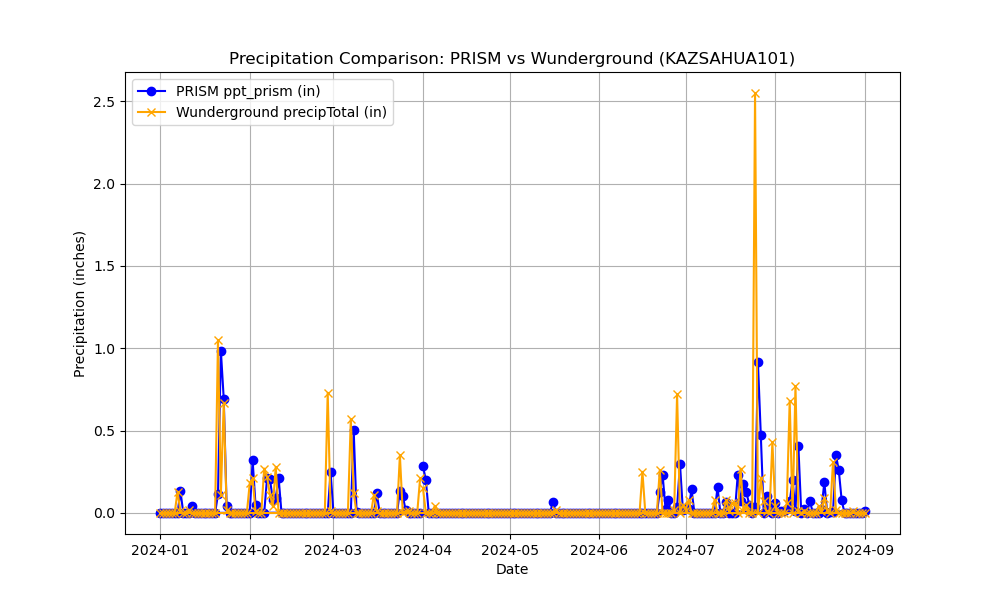 Precipitation Comparison: PRISM vs Wunderground (KAZSAHUA101)
PRISM ppt_prism (in)
Wunderground precipTotal (in)
2.5
2.0
1.5
1.0
0.5
0.0
Precipitation (inches)
2024-01 2024-02 2024-03 2024-04 2024-05 2024-06 2024-07 2024-08 2024-09
Date